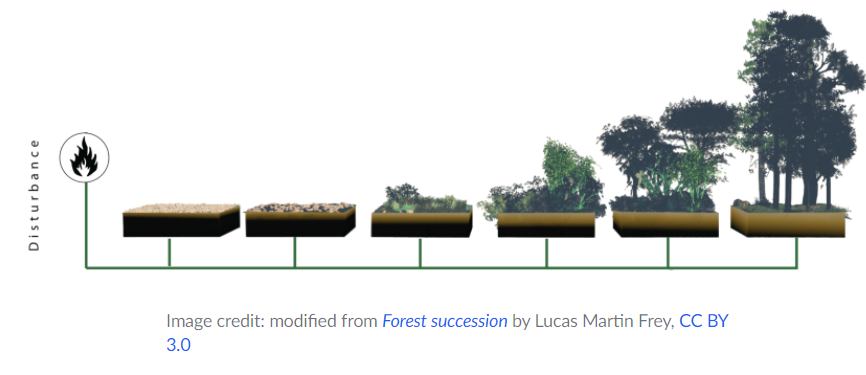 Disturbance
Image credit: modified from Forest succession by Lucas Martin Frey, CC BY
3.0